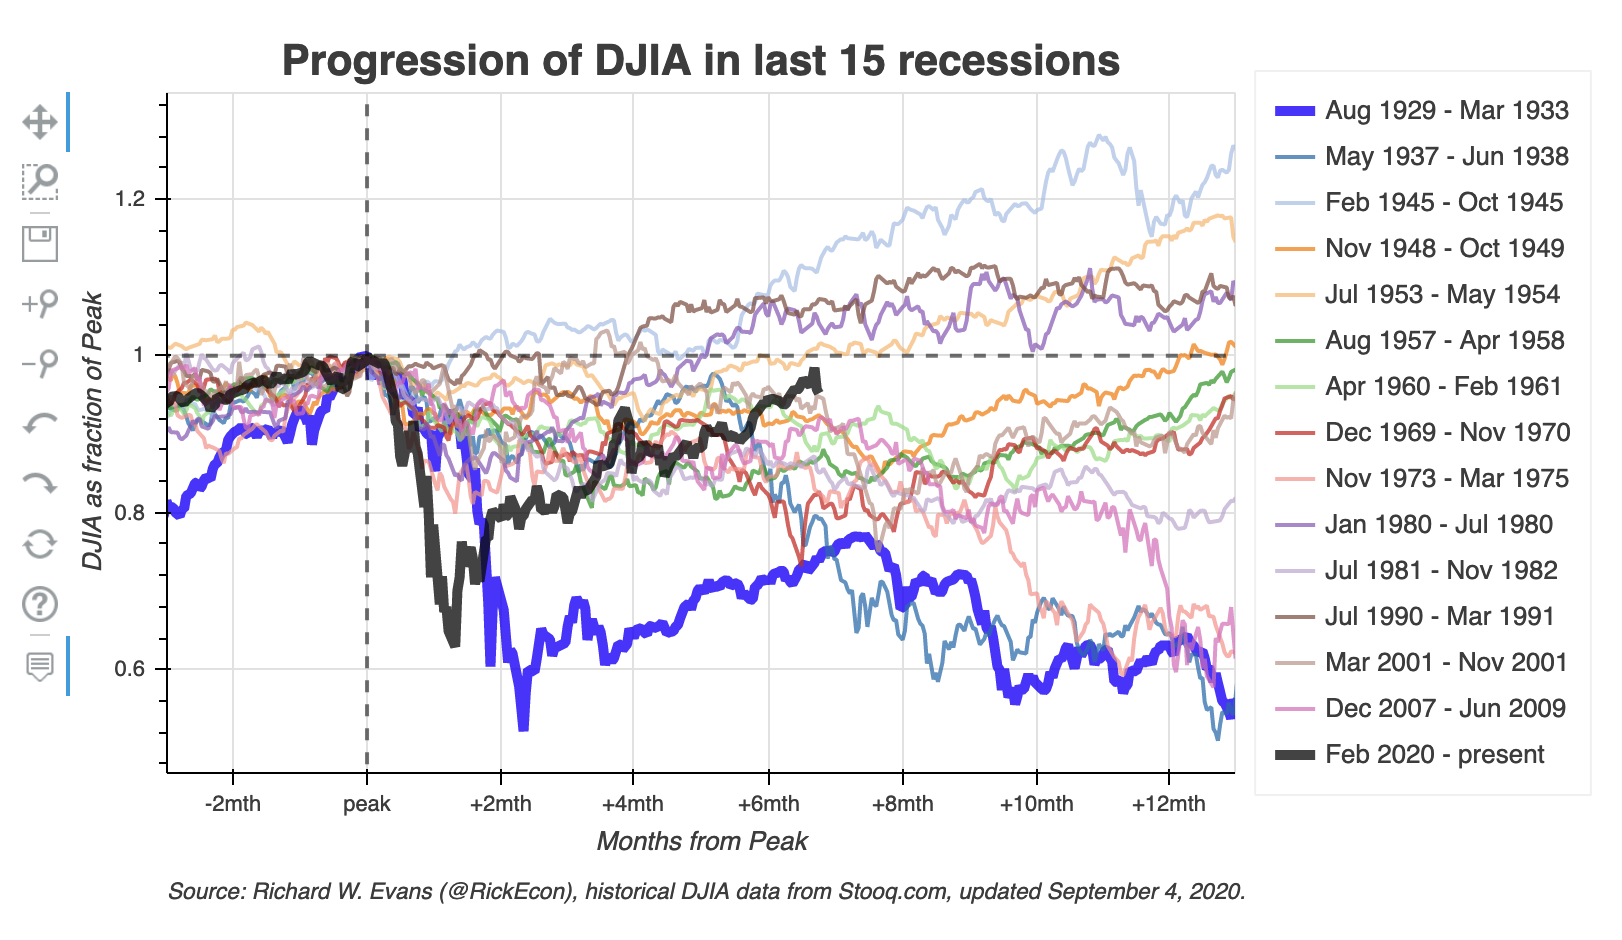 Progression of DJIA in last 15 recessions
DJIA as fraction of Peak
1.2
1
0.8
0.6
-2mth
peak
+2mth
+4mth
+6mth
+8mth
+10mth
+12mth
Months from Peak
Aug 1929 - Mar 1933
May 1937 - Jun 1938
Feb 1945 - Oct 1945
Nov 1948 - Oct 1949
Jul 1953 - May 1954
Aug 1957 - Apr 1958
Apr 1960 - Feb 1961
Dec 1969 - Nov 1970
Nov 1973 - Mar 1975
Jan 1980 - Jul 1980
Jul 1981 - Nov 1982
Jul 1990 - Mar 1991
Mar 2001 - Nov 2001
Dec 2007 - Jun 2009
Feb 2020 - present
Source: Richard W. Evans (@RickEcon), historical DJIA data from Stooq.com, updated September 4, 2020.